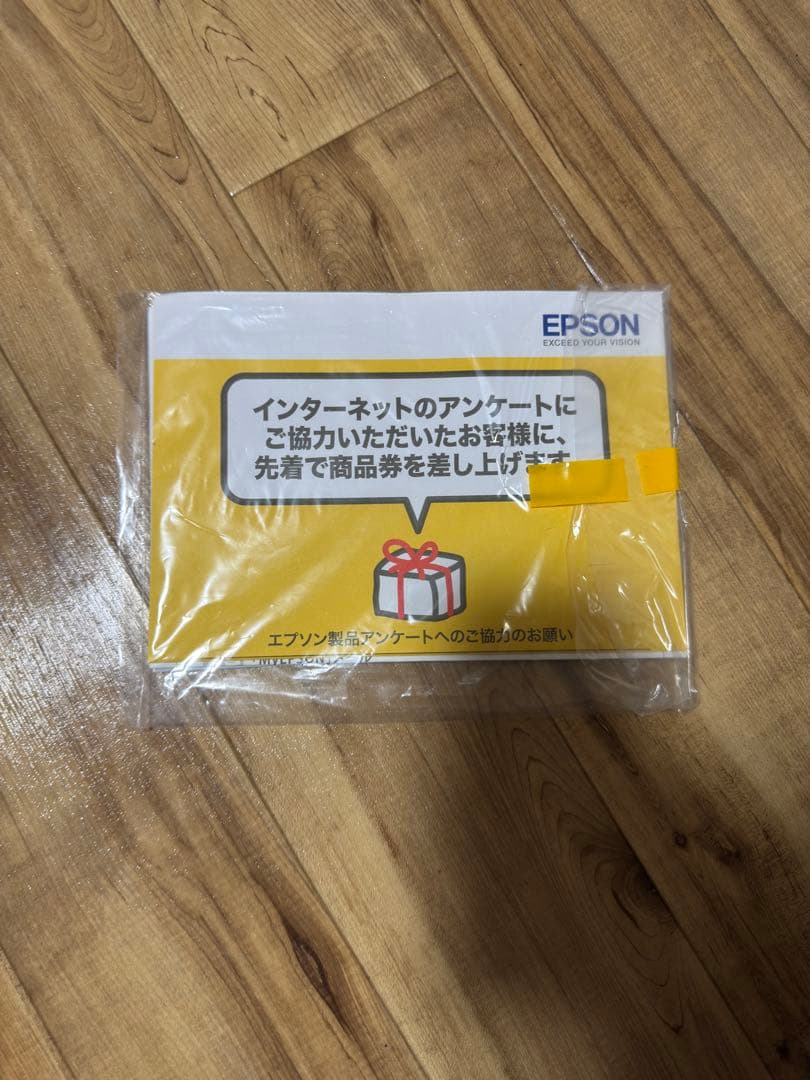 EPSON
EXCEED YOUR VISION
インターネットのアンケートに
ご協力いただいたお客様に、
先着で商品券を差し上げます
エプソン製品アンケートへのご協力のお願い